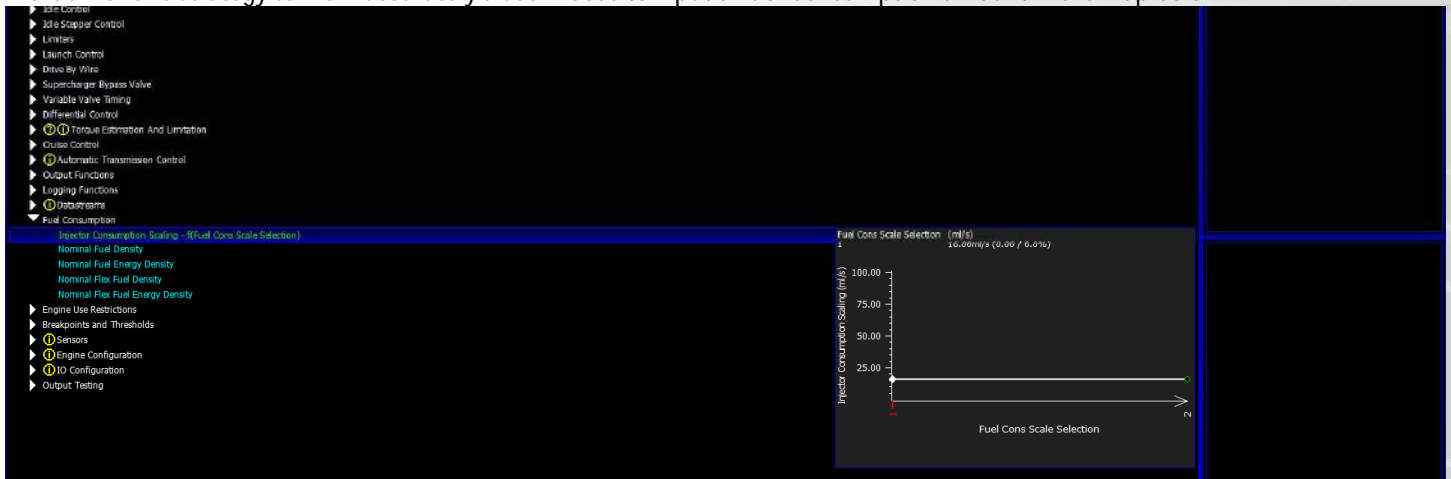 Idle Control
Idle Stepper Control
Limiters
Launch Control
Drive By Wire
Supercharger Bypass Valve
Variable Valve Timing
Differential Control
Torque Estimation And Limitation
Cruise Control
Automatic Transmission Control
Output Functions
Logging Functions
Datastreams
Fuel Consumption
Injector Consumption Scaling - f(Fuel Cons Scale Selection)
Nominal Fuel Density
Nominal Fuel Energy Density
Nominal Flex Fuel Density
Nominal Flex Fuel Energy Density
Engine Use Restrictions
Breakpoints and Thresholds
Sensors
Engine Configuration
IO Configuration
Output Testing
Fuel Cons Scale Selection (ml/s)
1 16.06ml/s (0.00 / 0.0%)
Injector Consumption Scaling (ml/s)
100.00
75.00
50.00
25.00
1
2
Fuel Cons Scale Selection